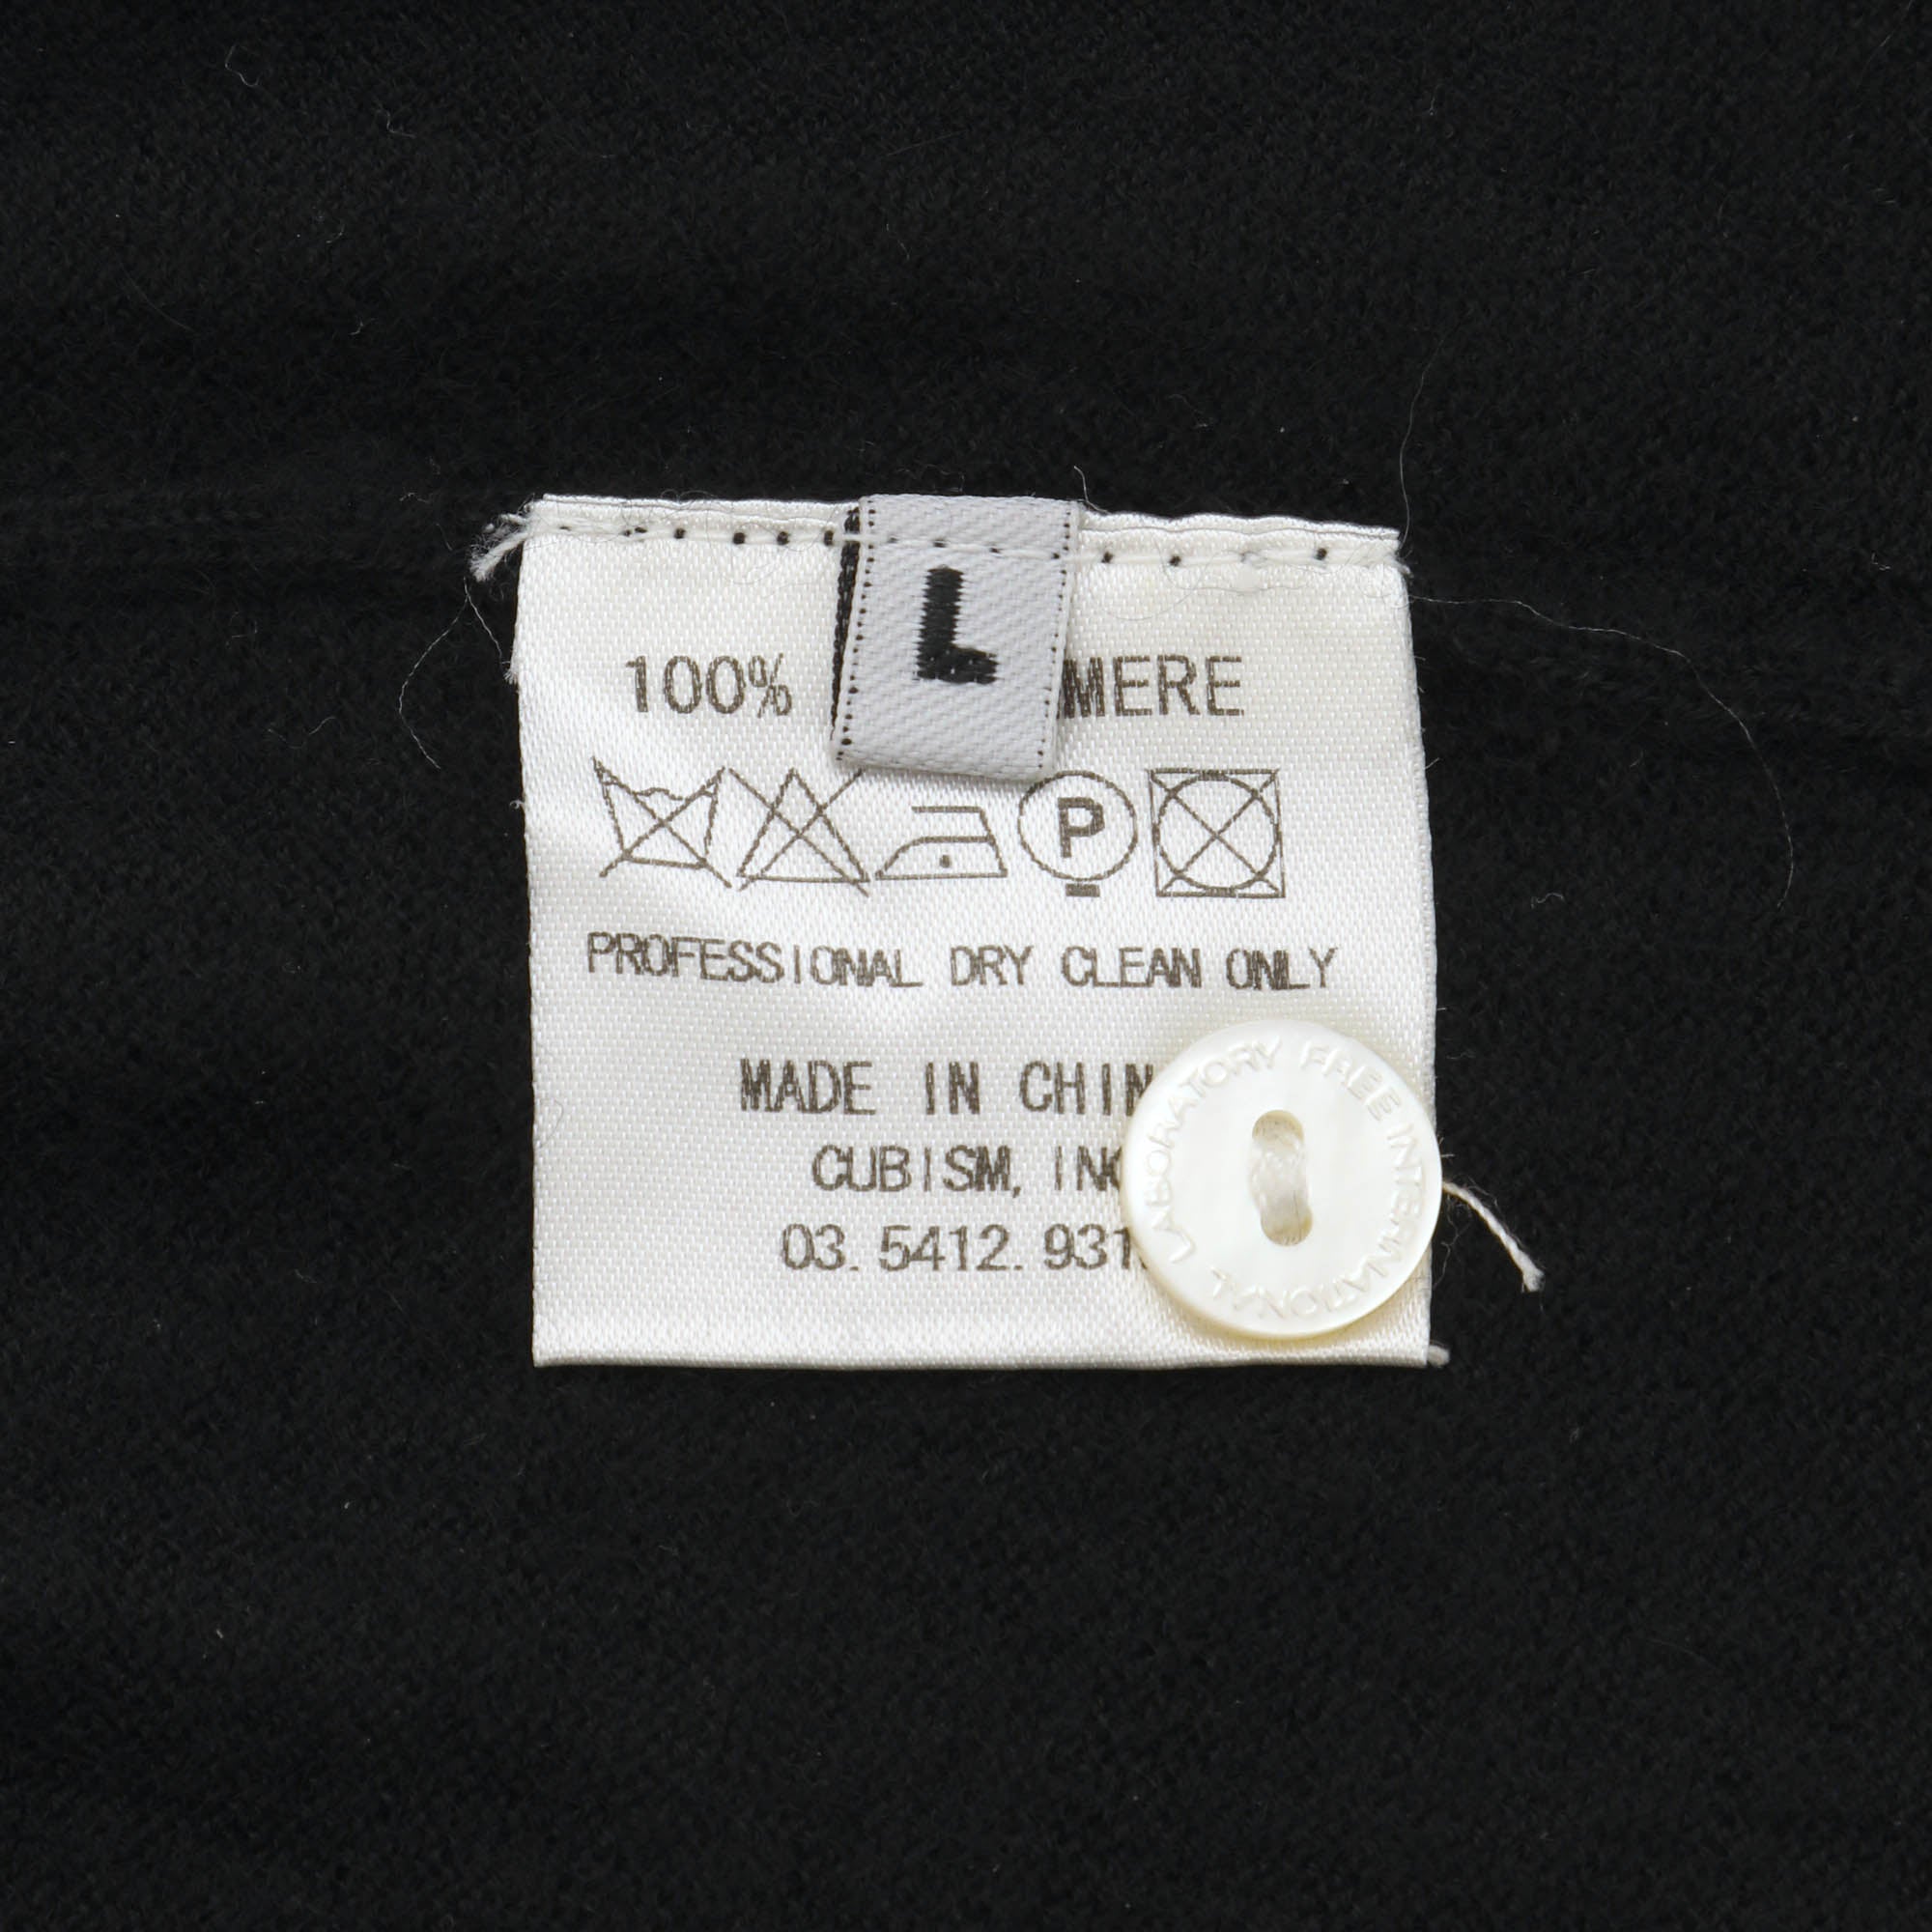 L
100% MERE
P
PROFESSIONAL DRY CLEAN ONLY
MADE IN CHIN
CUBISM, INC
03. 5412. 931
LABORATORY FREE INTERNATIONAL